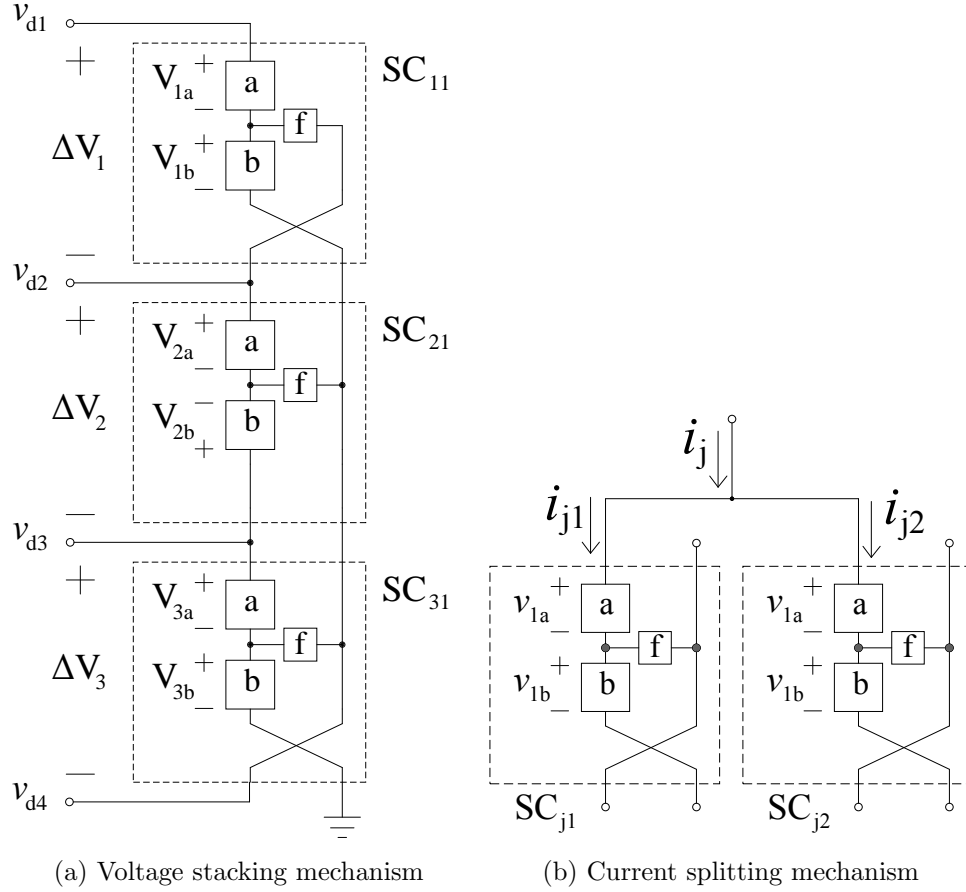 v_d1
+
SC_11
+
V_1a
a
−
f
ΔV_1
+
V_1b
b
−
−
v_d2
+
SC_21
+
V_2a
a
−
f
ΔV_2
−
V_2b
b
+
−
v_d3
+
SC_31
+
V_3a
a
−
f
ΔV_3
+
V_3b
b
−
−
v_d4
(a) Voltage stacking mechanism
i_j
i_j1
i_j2
+
v_1a
a
−
f
+
v_1b
b
−
SC_j1
+
v_1a
a
−
f
+
v_1b
b
−
SC_j2
(b) Current splitting mechanism